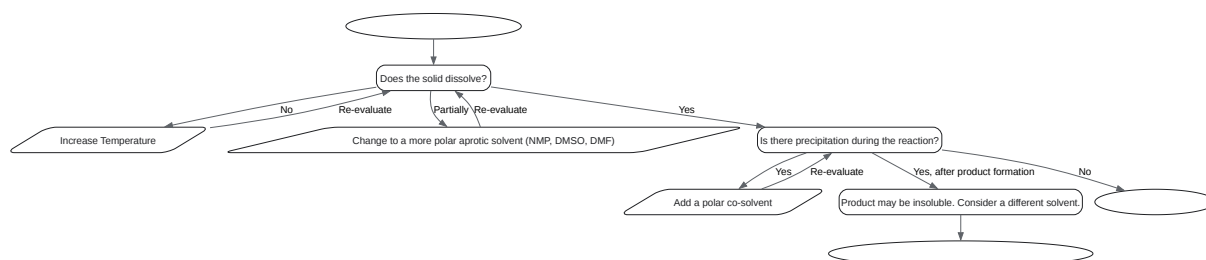 Does the solid dissolve?
No
Re-evaluate
Partially
Re-evaluate
Yes
Increase Temperature
Change to a more polar aprotic solvent (NMP, DMSO, DMF)
Is there precipitation during the reaction?
Yes
Re-evaluate
Yes, after product formation
No
Add a polar co-solvent
Product may be insoluble. Consider a different solvent.